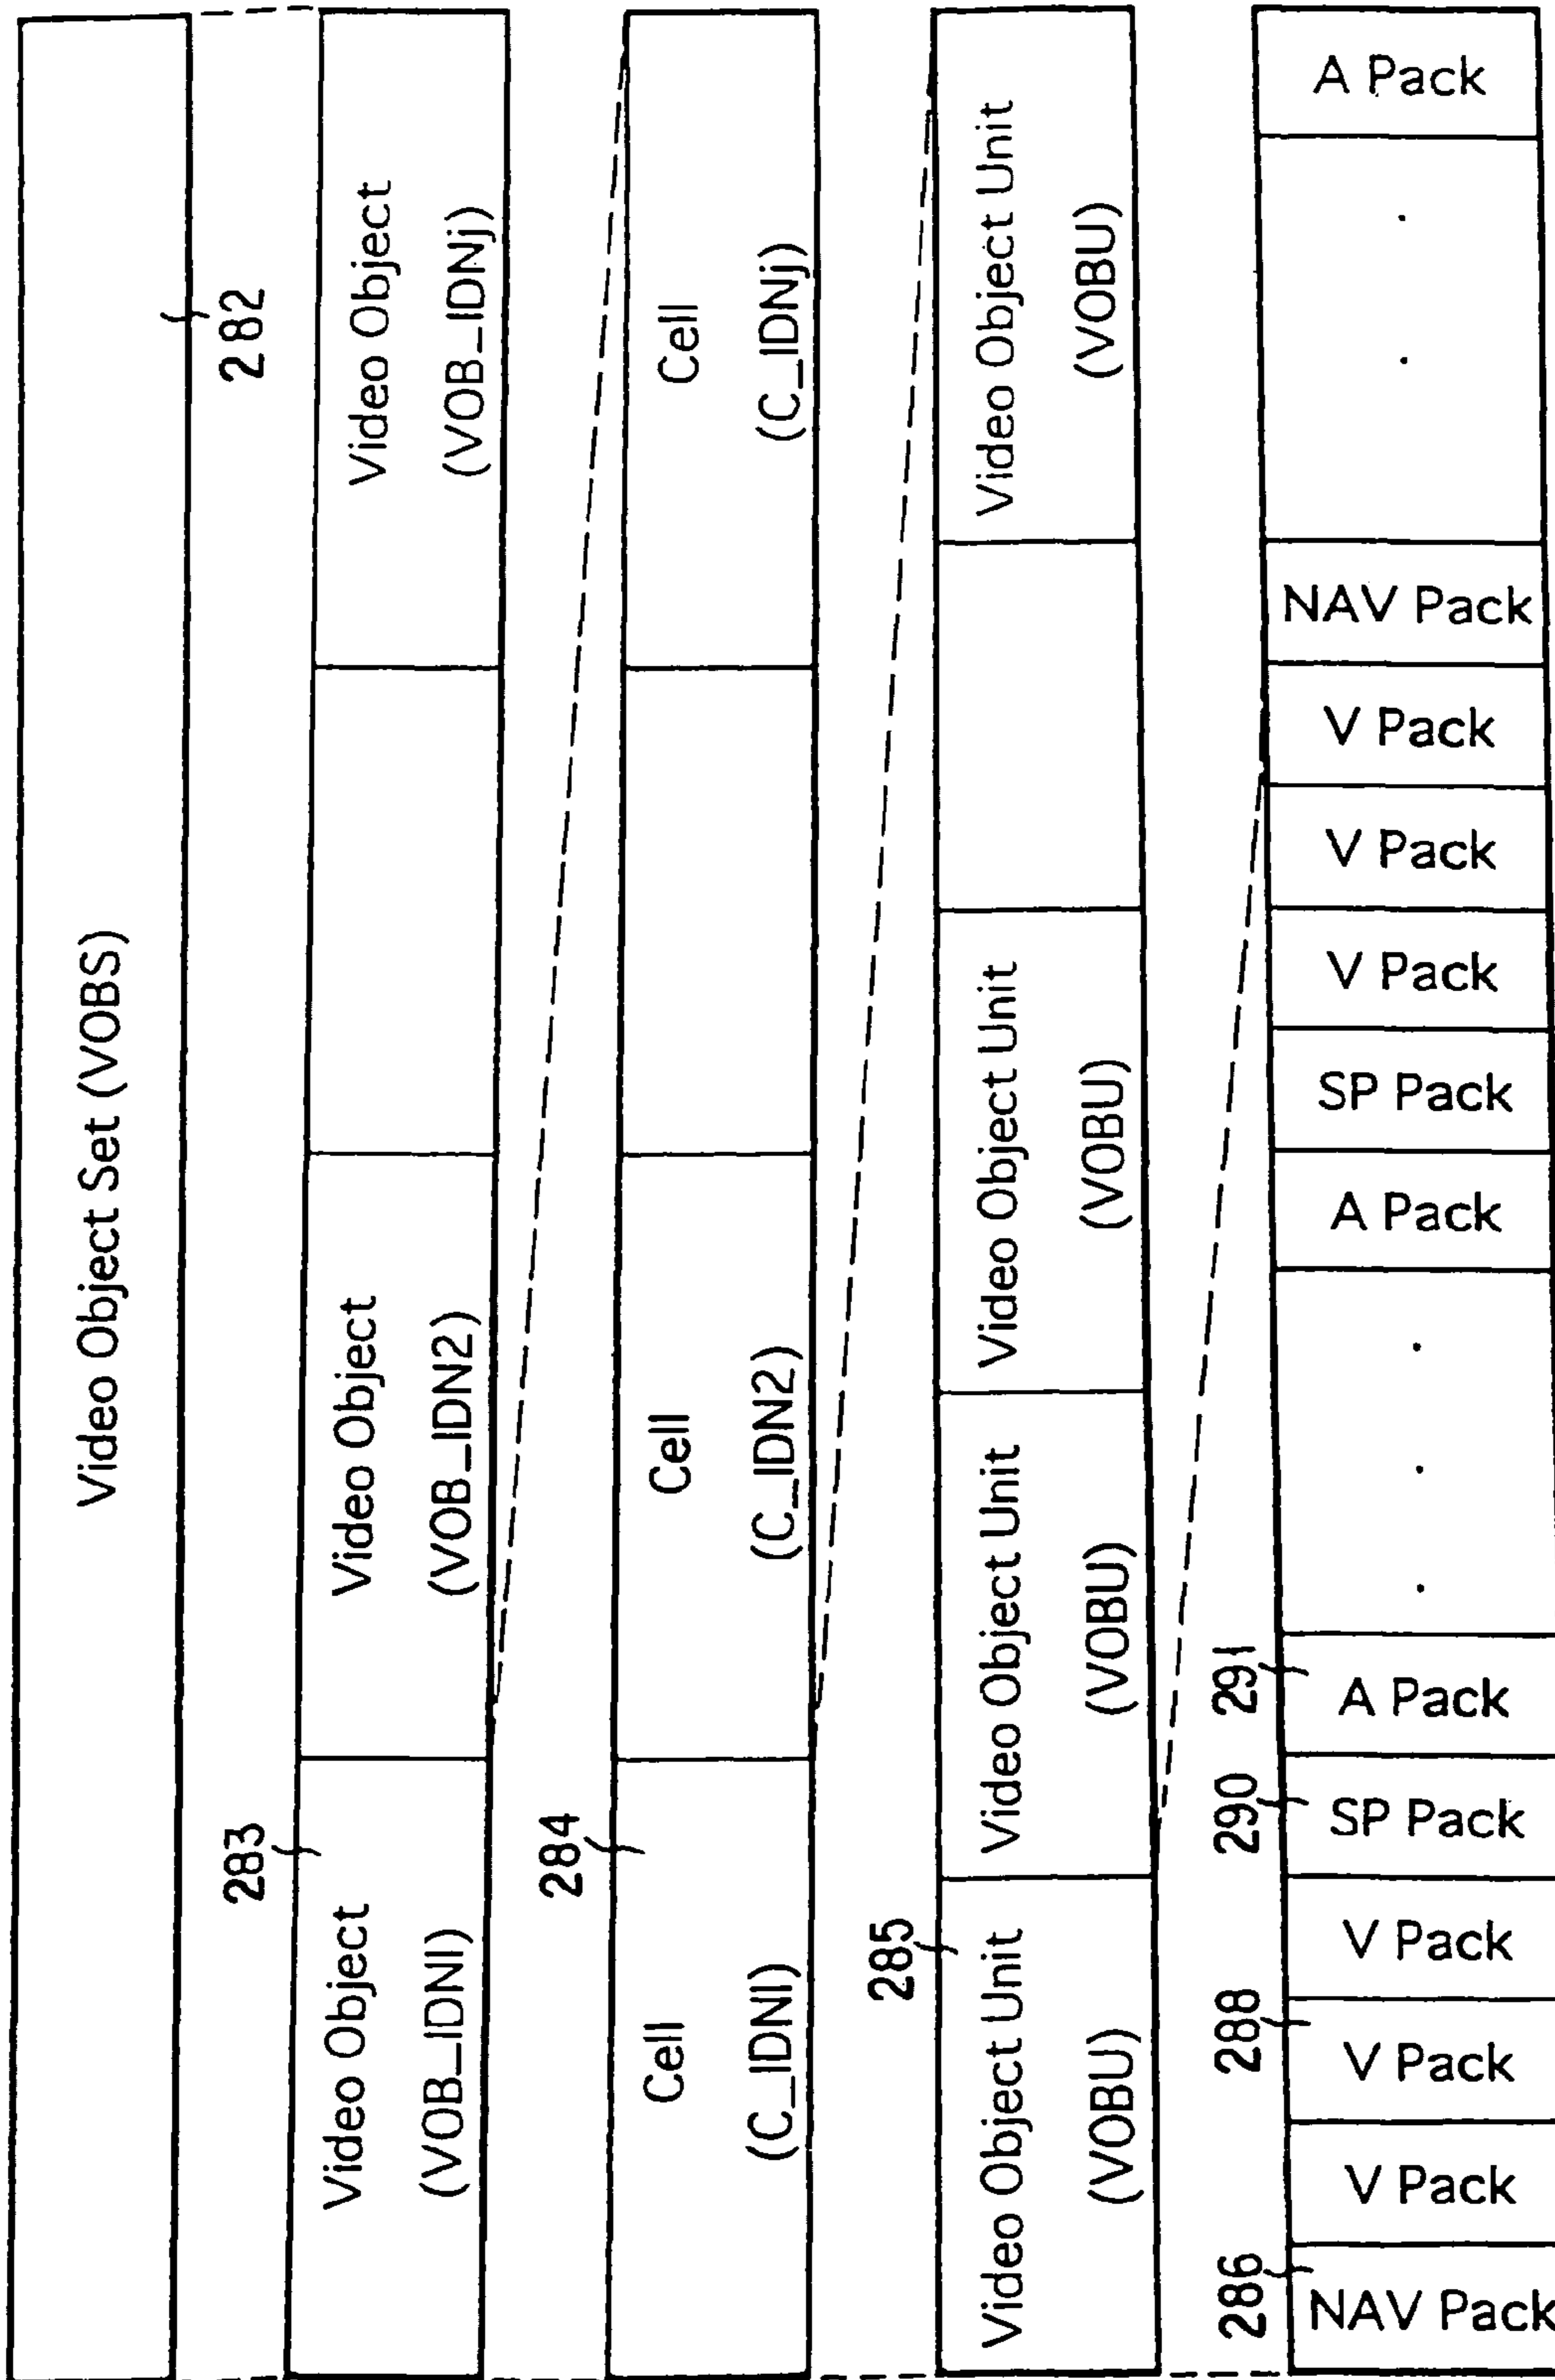 Video Object Set (VOBS)
282
283
Video Object
(VOB_IDN1)
Video Object
(VOB_IDN2)
Video Object
(VOB_IDNj)
284
Cell
(C_IDN1)
Cell
(C_IDN2)
Cell
(C_IDNj)
285
Video Object Unit
(VOBU)
Video Object Unit
(VOBU)
Video Object Unit
(VOBU)
Video Object Unit
(VOBU)
286
288
290
291
NAV Pack
V Pack
V Pack
V Pack
SP Pack
A Pack
. . .
A Pack
SP Pack
V Pack
V Pack
V Pack
NAV Pack
. .
A Pack